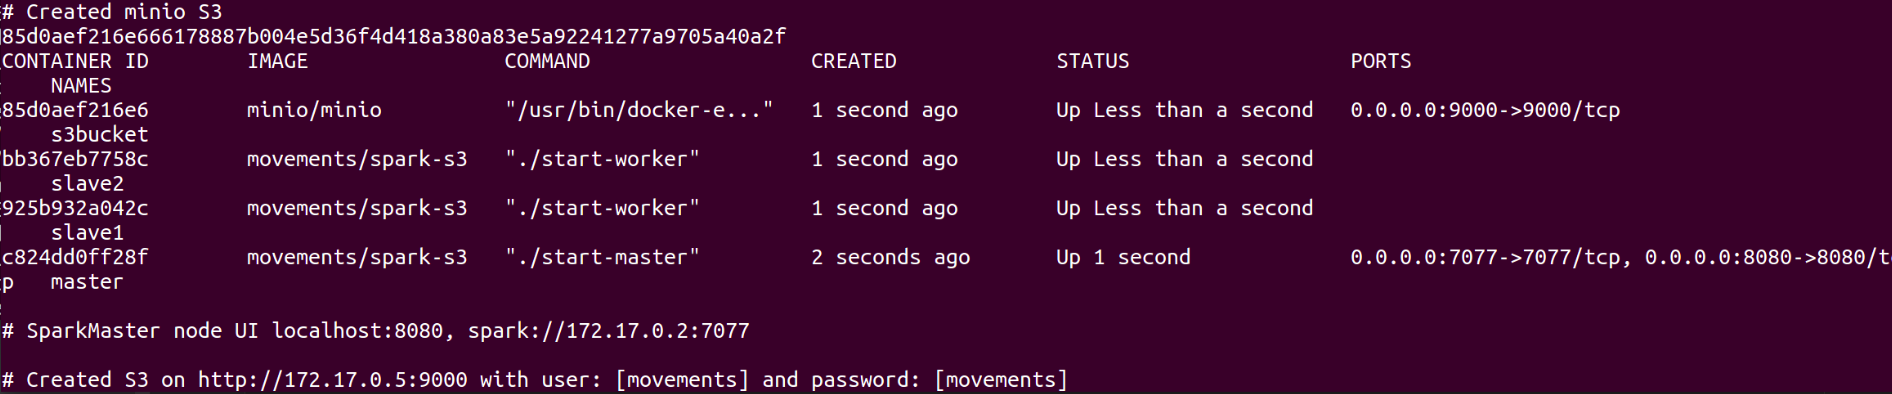 # Created minio S3
85d0aef216e666178887b004e5d36f4d418a380a83e5a92241277a9705a40a2f
CONTAINER ID        IMAGE                COMMAND                  CREATED             STATUS                  PORTS
    NAMES
85d0aef216e6        minio/minio          "/usr/bin/docker-e..."   1 second ago        Up Less than a second   0.0.0.0:9000->9000/tcp
    s3bucket
bb367eb7758c        movements/spark-s3   "./start-worker"         1 second ago        Up Less than a second
    slave2
925b932a042c        movements/spark-s3   "./start-worker"         1 second ago        Up Less than a second
    slave1
c824dd0ff28f        movements/spark-s3   "./start-master"         2 seconds ago       Up 1 second             0.0.0.0:7077->7077/tcp, 0.0.0.0:8080->8080/tc
p   master
# SparkMaster node UI localhost:8080, spark://172.17.0.2:7077
# Created S3 on http://172.17.0.5:9000 with user: [movements] and password: [movements]